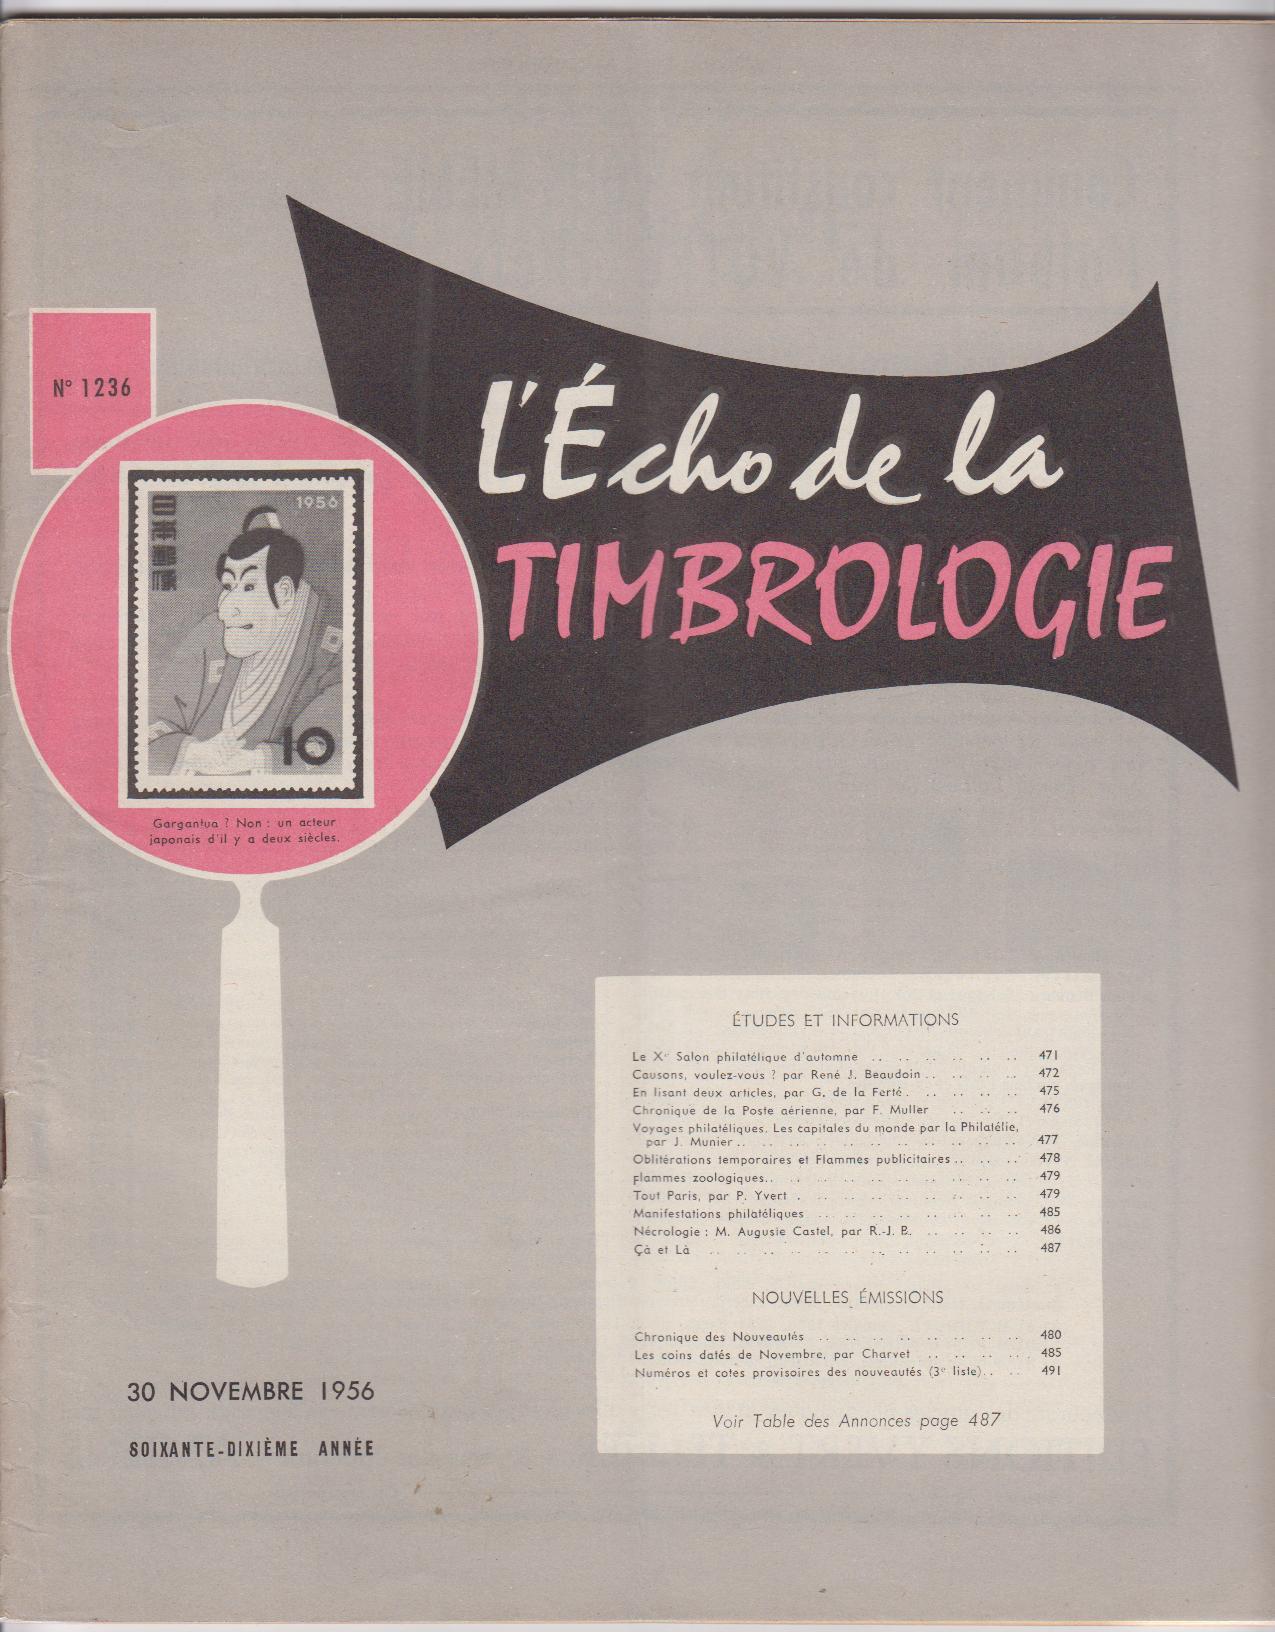 N° 1236
L'Écho de la
TIMBROLOGIE
日本郵便
1956
10
Gargantua ? Non : un acteur
japonais d'il y a deux siècles.
ÉTUDES ET INFORMATIONS
Le Xe Salon philatélique d'automne .. .. .. .. .. .. 471
Causons, voulez-vous ? par René J. Beaudoin .. .. .. .. 472
En lisant deux articles, par G. de la Ferté . .. .. .. .. 475
Chronique de la Poste aérienne, par F. Muller .. .. .. 476
Voyages philatéliques. Les capitales du monde par la Philatélie,
par J. Munier .. .. .. .. .. .. .. .. .. .. .. 477
Oblitérations temporaires et Flammes publicitaires .. .. .. 478
Flammes zoologiques .. .. .. .. .. .. .. .. .. .. 479
Tout Paris, par P. Yvert . .. .. .. .. .. .. .. .. 479
Manifestations philatéliques .. .. .. .. .. .. .. .. 485
Nécrologie : M. Auguste Castel, par R.-J. B. .. .. .. .. 486
Çà et Là .. .. .. .. .. .. .. .. .. .. .. .. 487
NOUVELLES ÉMISSIONS
Chronique des Nouveautés .. .. .. .. .. .. .. .. 480
Les coins datés de Novembre, par Charvet .. .. .. .. 485
Numéros et cotes provisoires des nouveautés (3e liste) .. .. 491
Voir Table des Annonces page 487
30 NOVEMBRE 1956
SOIXANTE-DIXIÈME ANNÉE